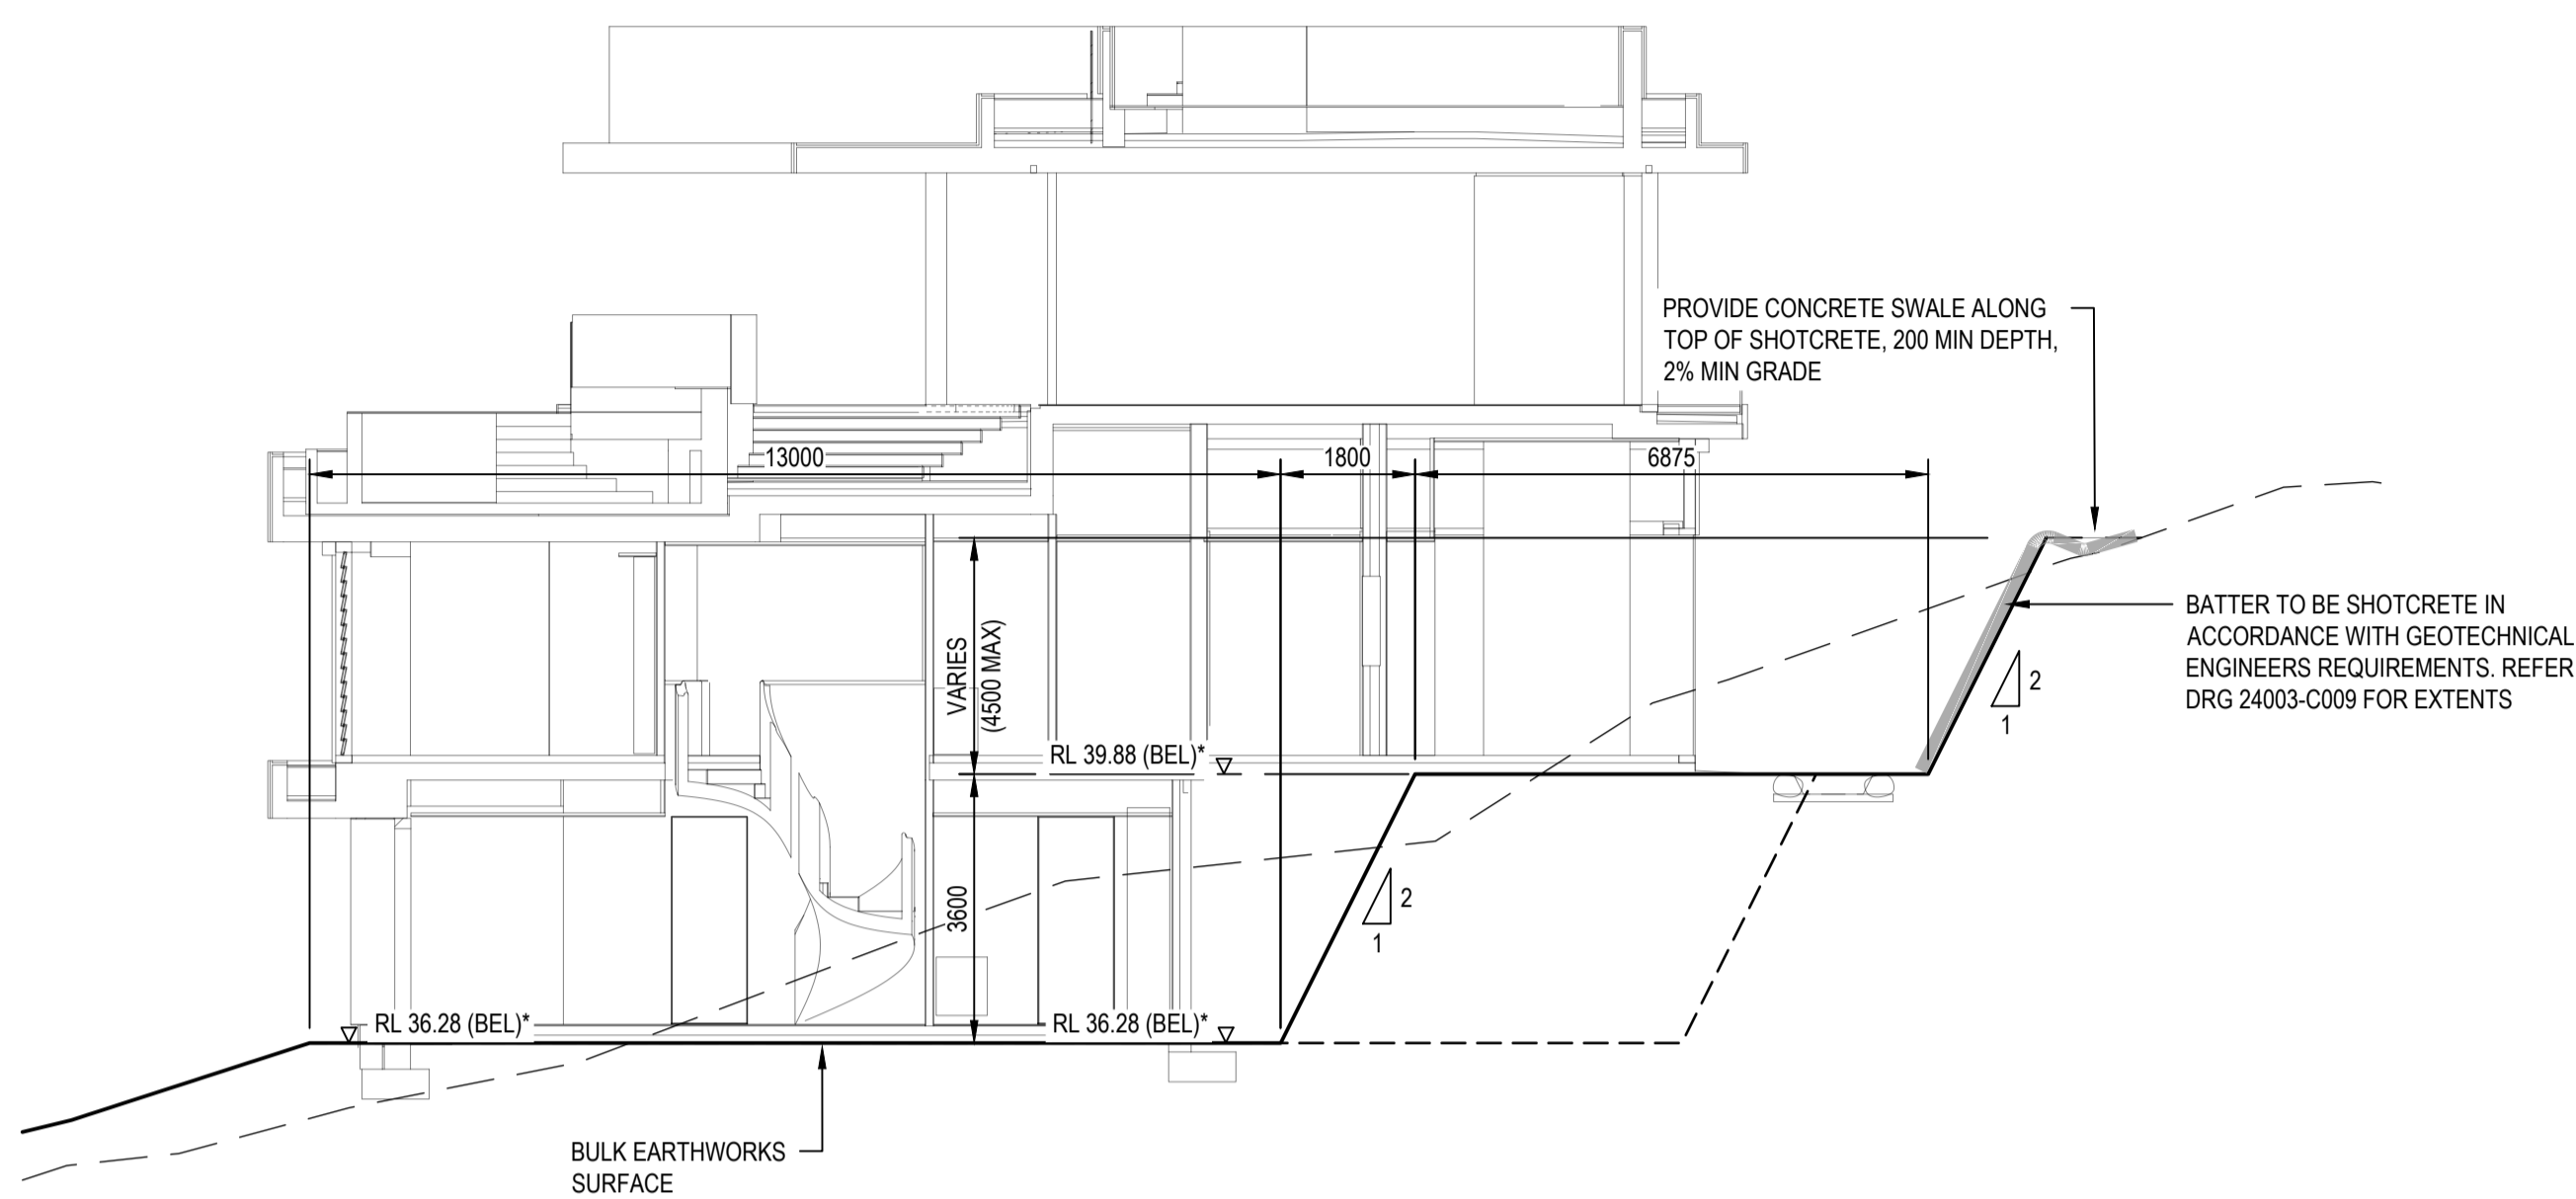 PROVIDE CONCRETE SWALE ALONG
TOP OF SHOTCRETE, 200 MIN DEPTH,
2% MIN GRADE
13000
1800
6875
BATTER TO BE SHOTCRETE IN
ACCORDANCE WITH GEOTECHNICAL
ENGINEERS REQUIREMENTS. REFER
DRG 24003-C009 FOR EXTENTS
VARIES
(4500 MAX)
2
1
RL 39.88 (BEL)*
3600
2
1
RL 36.28 (BEL)*
RL 36.28 (BEL)*
BULK EARTHWORKS
SURFACE